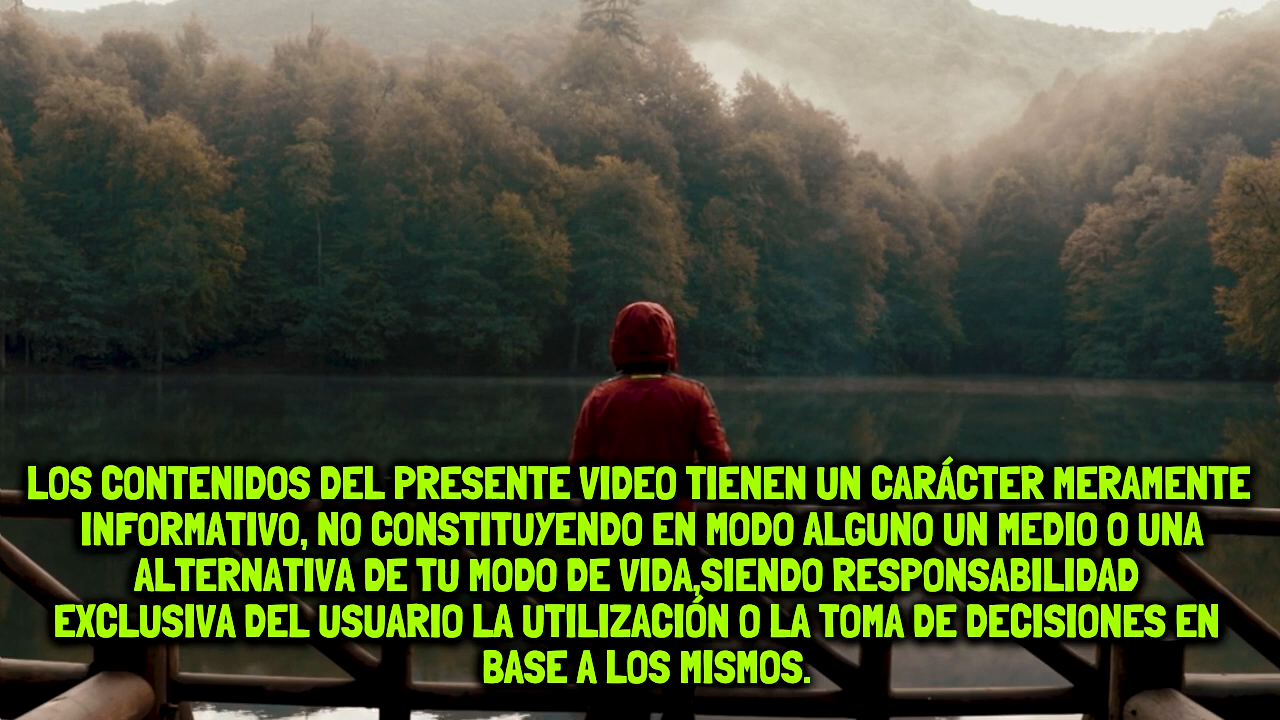 LOS CONTENIDOS DEL PRESENTE VIDEO TIENEN UN CARÁCTER MERAMENTE
INFORMATIVO, NO CONSTITUYENDO EN MODO ALGUNO UN MEDIO O UNA
ALTERNATIVA DE TU MODO DE VIDA,SIENDO RESPONSABILIDAD
EXCLUSIVA DEL USUARIO LA UTILIZACIÓN O LA TOMA DE DECISIONES EN
BASE A LOS MISMOS.